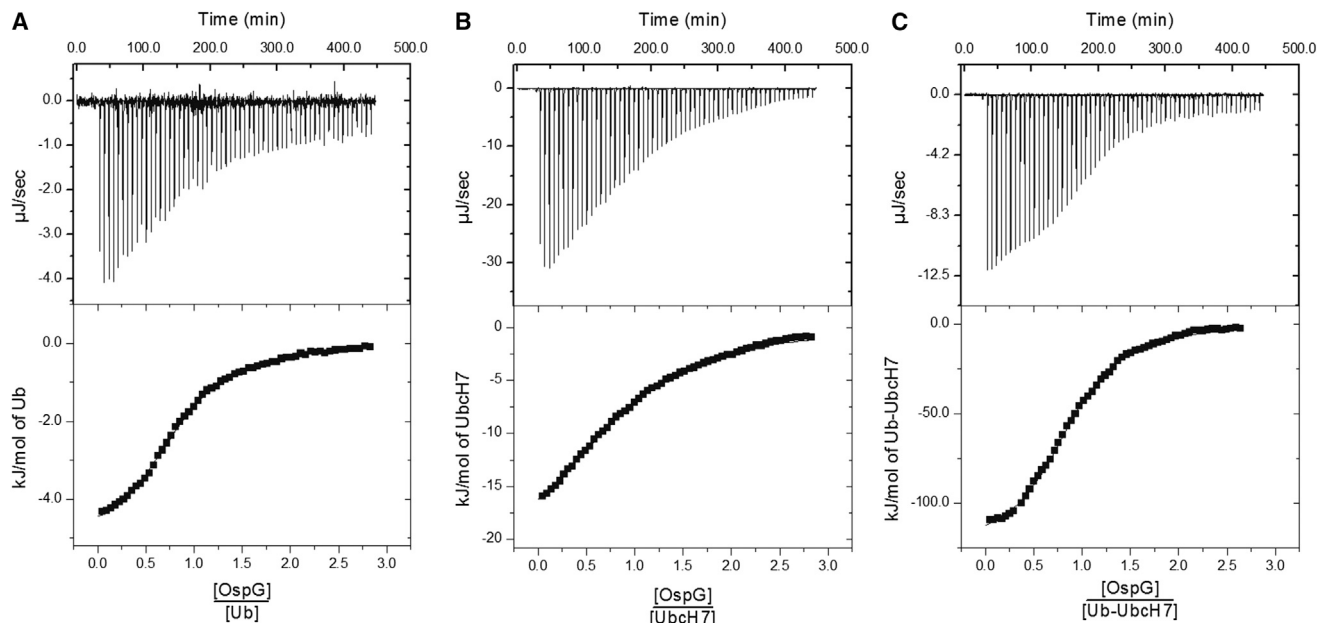 A
Time (min)
0.0 100.0 200.0 300.0 400.0 500.0
0.0
-1.0
-2.0
-3.0
-4.0
µJ/sec
0.0
-2.0
-4.0
kJ/mol of Ub
0.0 0.5 1.0 1.5 2.0 2.5 3.0
[OspG]
[Ub]
B
Time (min)
0.0 100.0 200.0 300.0 400.0 500.0
0
-10
-20
-30
µJ/sec
0
-5
-10
-15
-20
kJ/mol of UbcH7
0.0 0.5 1.0 1.5 2.0 2.5 3.0
[OspG]
[UbcH7]
C
Time (min)
0.0 100.0 200.0 300.0 400.0 500.0
0.0
-4.2
-8.3
-12.5
µJ/sec
0.0
-50.0
-100.0
kJ/mol of Ub-UbcH7
0.0 0.5 1.0 1.5 2.0 2.5 3.0
[OspG]
[Ub-UbcH7]